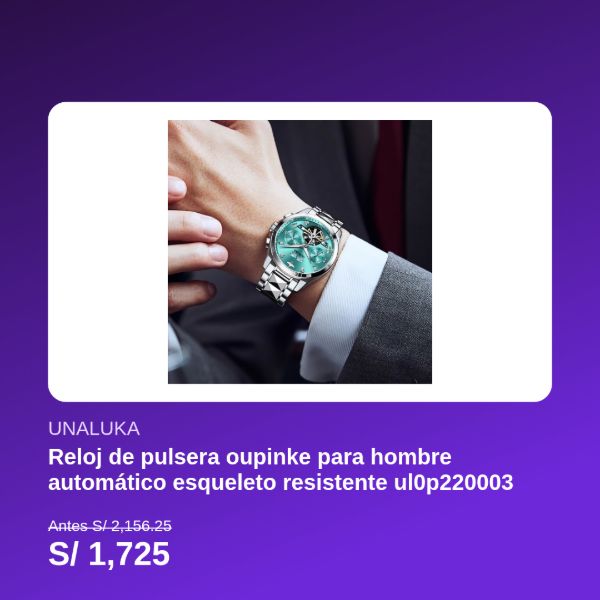 UNALUKA
Reloj de pulsera oupinke para hombre
automático esqueleto resistente ul0p220003
Antes S/ 2,156.25
S/ 1,725